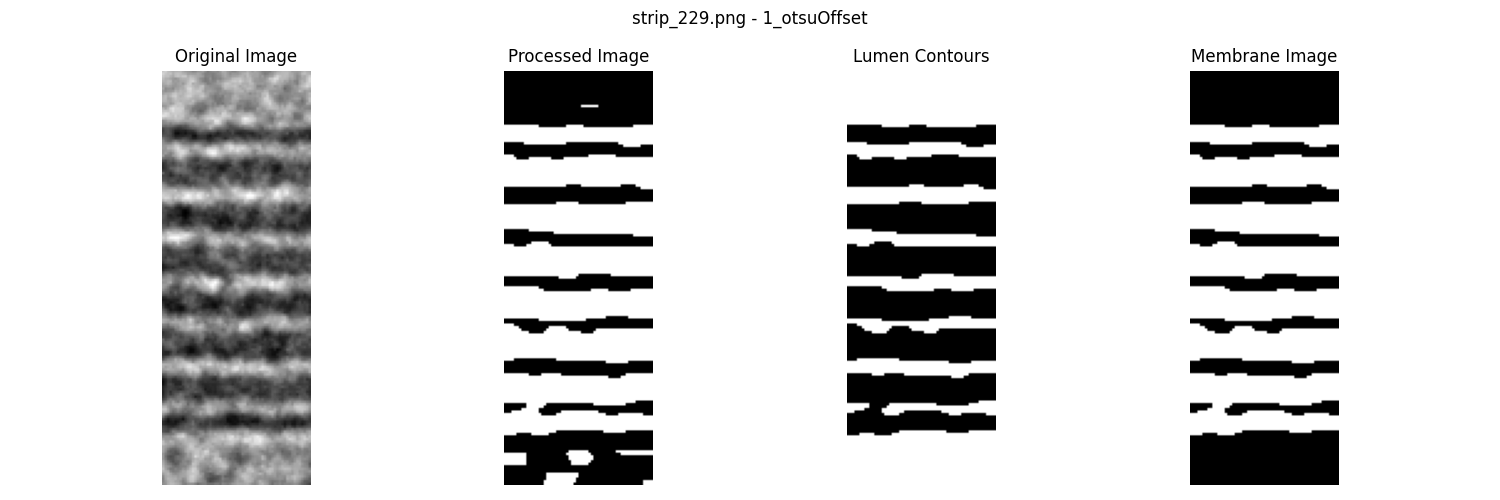 strip_229.png - 1_otsuOffset
Original Image
Processed Image
Lumen Contours
Membrane Image